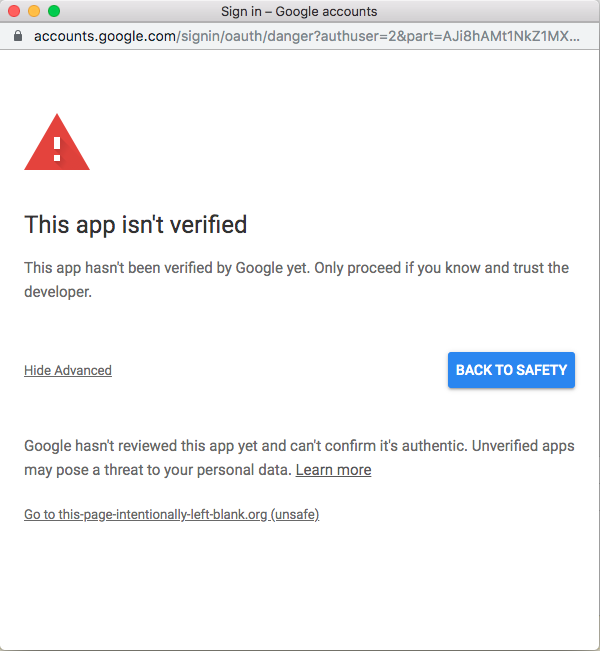 Sign in – Google accounts
accounts.google.com/signin/oauth/danger?authuser=2&part=AJi8hAMt1NkZ1MX...
This app isn't verified
This app hasn't been verified by Google yet. Only proceed if you know and trust the
developer.
Hide Advanced
BACK TO SAFETY
Google hasn't reviewed this app yet and can't confirm it's authentic. Unverified apps
may pose a threat to your personal data. Learn more
Go to this-page-intentionally-left-blank.org (unsafe)